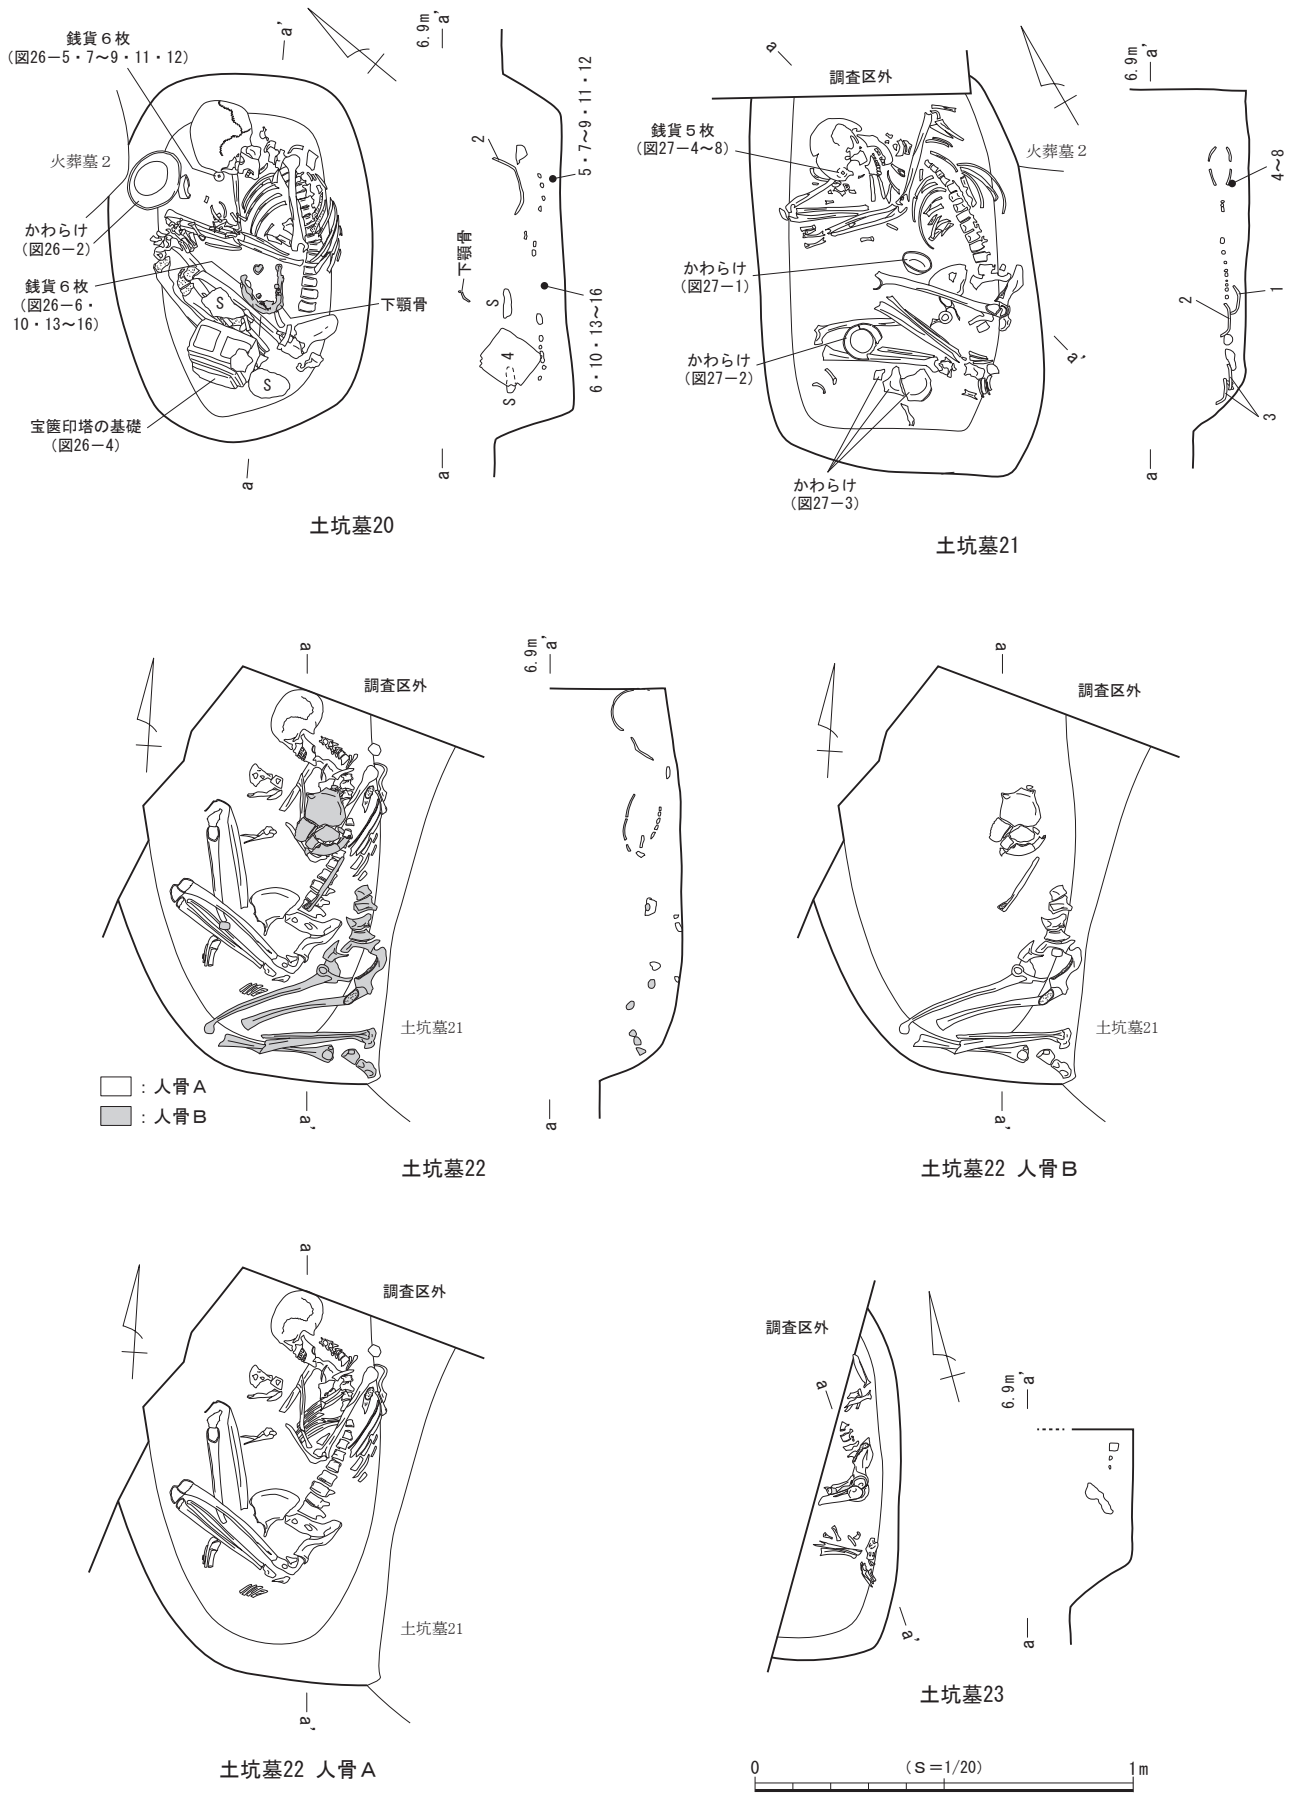 銭貨６枚
（図26－5・7～9・11・12）
a'
火葬墓２
かわらけ
（図26－2）
銭貨６枚
（図26－6・
10・13～16）
S
S
下顎骨
宝篋印塔の基礎
（図26－4）
a
6.9m
a'
2
5・7～9・11・12
下顎骨
S
4
S
6・10・13～16
a
土坑墓20
a
調査区外
銭貨５枚
（図27－4～8）
火葬墓２
かわらけ
（図27－1）
かわらけ
（図27－2）
a'
かわらけ
（図27－3）
6.9m
a'
4～8
1
2
3
a
土坑墓21
a
調査区外
土坑墓21
：人骨Ａ
：人骨Ｂ
a'
6.9m
a'
a
土坑墓22
a
調査区外
土坑墓21
a'
土坑墓22 人骨Ｂ
a
調査区外
土坑墓21
a'
土坑墓22 人骨Ａ
調査区外
a
a'
6.9m
a'
a
土坑墓23
0
（Ｓ＝1/20）
1m